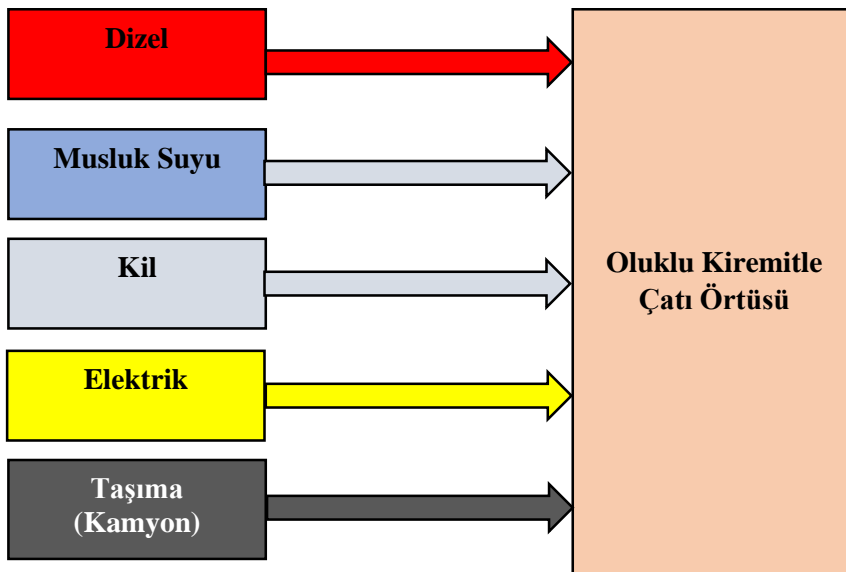 Dizel
Musluk Suyu
Kil
Elektrik
Taşıma
(Kamyon)
Oluklu Kiremitle
Çatı Örtüsü